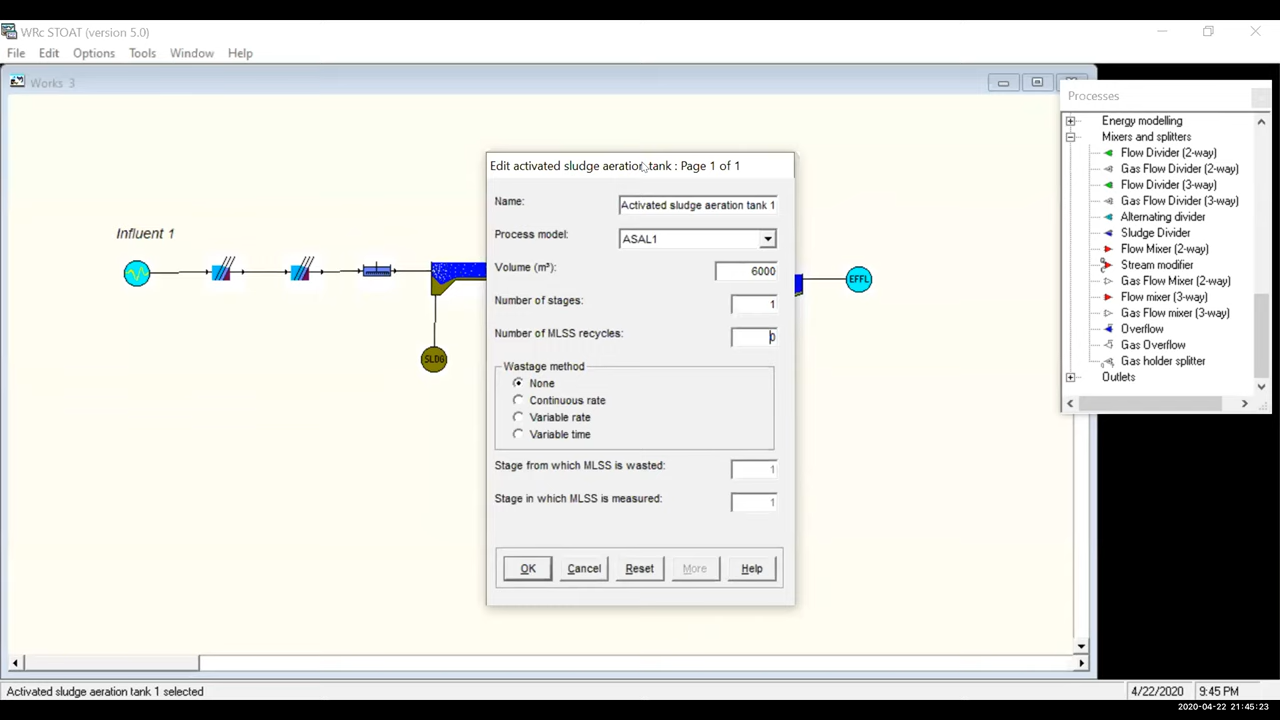 WRc STOAT (version 5.0)
File Edit Options Tools Window Help
Works 3
Influent 1
SLDG
EFFL
Edit activated sludge aeration tank : Page 1 of 1
Name: Activated sludge aeration tank 1
Process model: ASAL1
Volume (m³): 6000
Number of stages: 1
Number of MLSS recycles: 0
Wastage method
None
Continuous rate
Variable rate
Variable time
Stage from which MLSS is wasted: 1
Stage in which MLSS is measured: 1
OK Cancel Reset More Help
Processes
Energy modelling
Mixers and splitters
Flow Divider (2-way)
Gas Flow Divider (2-way)
Flow Divider (3-way)
Gas Flow Divider (3-way)
Alternating divider
Sludge Divider
Flow Mixer (2-way)
Stream modifier
Gas Flow Mixer (2-way)
Flow mixer (3-way)
Gas Flow mixer (3-way)
Overflow
Gas Overflow
Gas holder splitter
Outlets
Activated sludge aeration tank 1 selected
4/22/2020 9:45 PM
2020-04-22 21:45:23